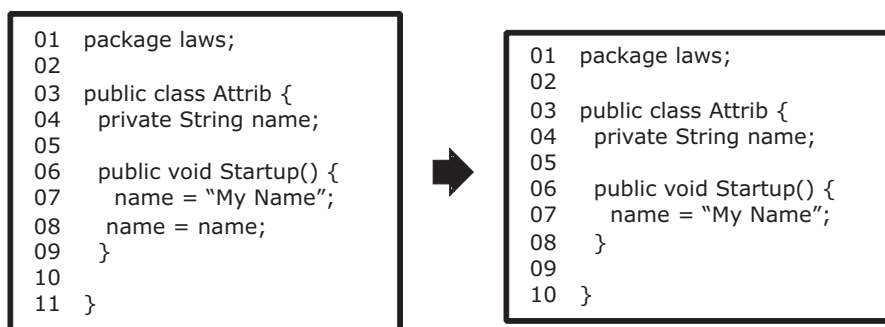 01 package laws;
02
03 public class Attrib {
04 private String name;
05
06 public void Startup() {
07 name = “My Name”;
08 name = name;
09 }
10
11 }
01 package laws;
02
03 public class Attrib {
04 private String name;
05
06 public void Startup() {
07 name = “My Name”;
08 }
09
10 }